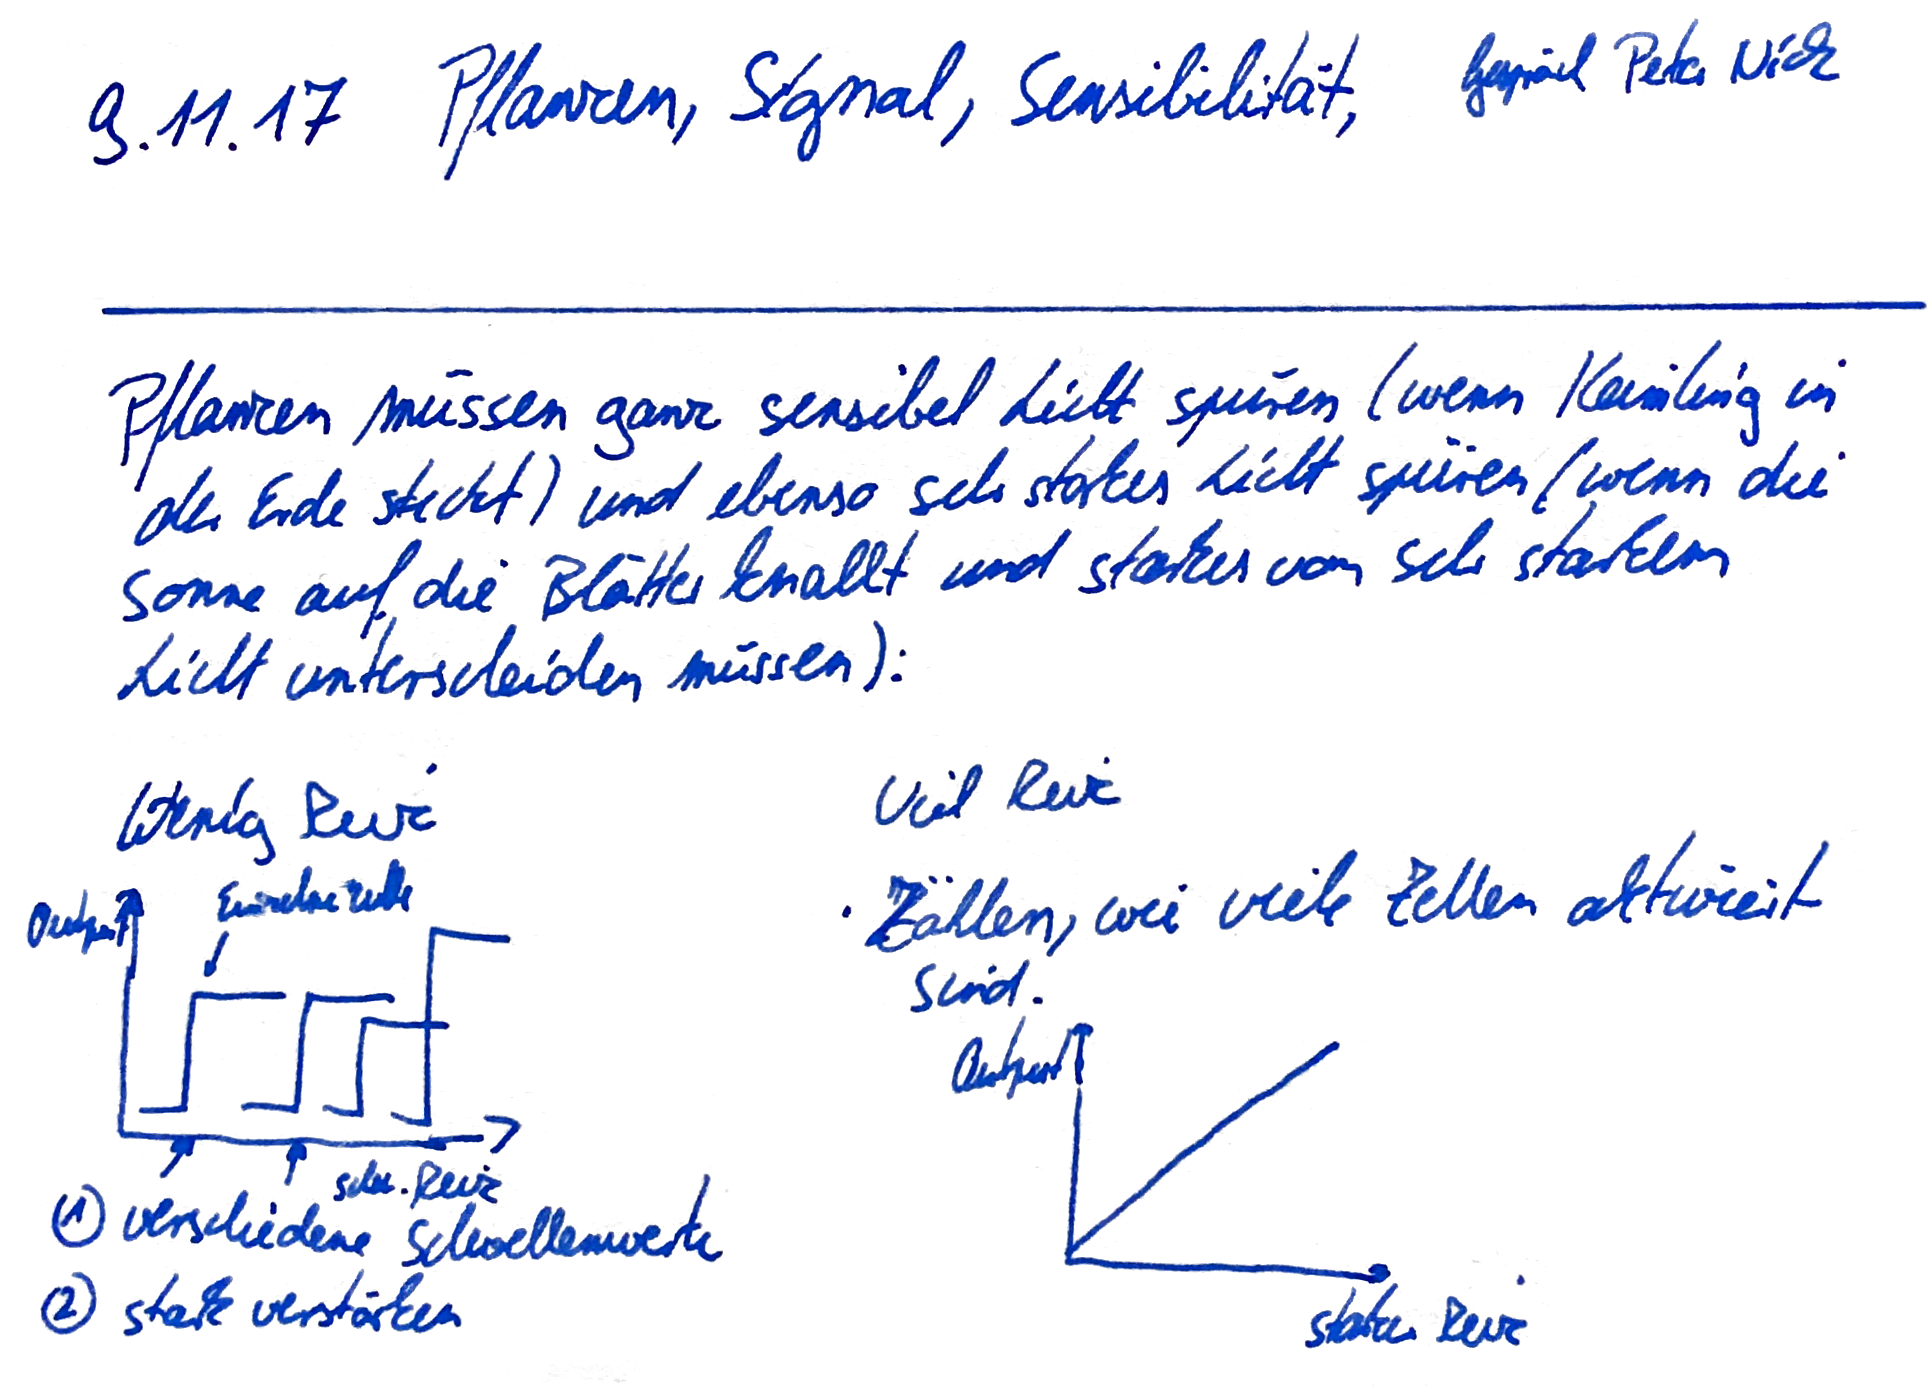 9.11.17 Pflanzen, Signal, Sensibilität, Gespräch Peter Nick
Pflanzen müssen ganz sensibel Licht spüren (wenn Keimling in
der Erde steckt) und ebenso sehr starkes Licht spüren (wenn die
Sonne auf die Blätter knallt und starkes von sehr starkem
Licht unterscheiden müssen):
Wenig Reiz
Einzelne Zelle
Output
schw. Reiz
① verschiedene Schwellenwerte
② stark verstärken
Viel Reiz
· Zählen, wie viele Zellen aktiviert
sind.
Output
starker Reiz